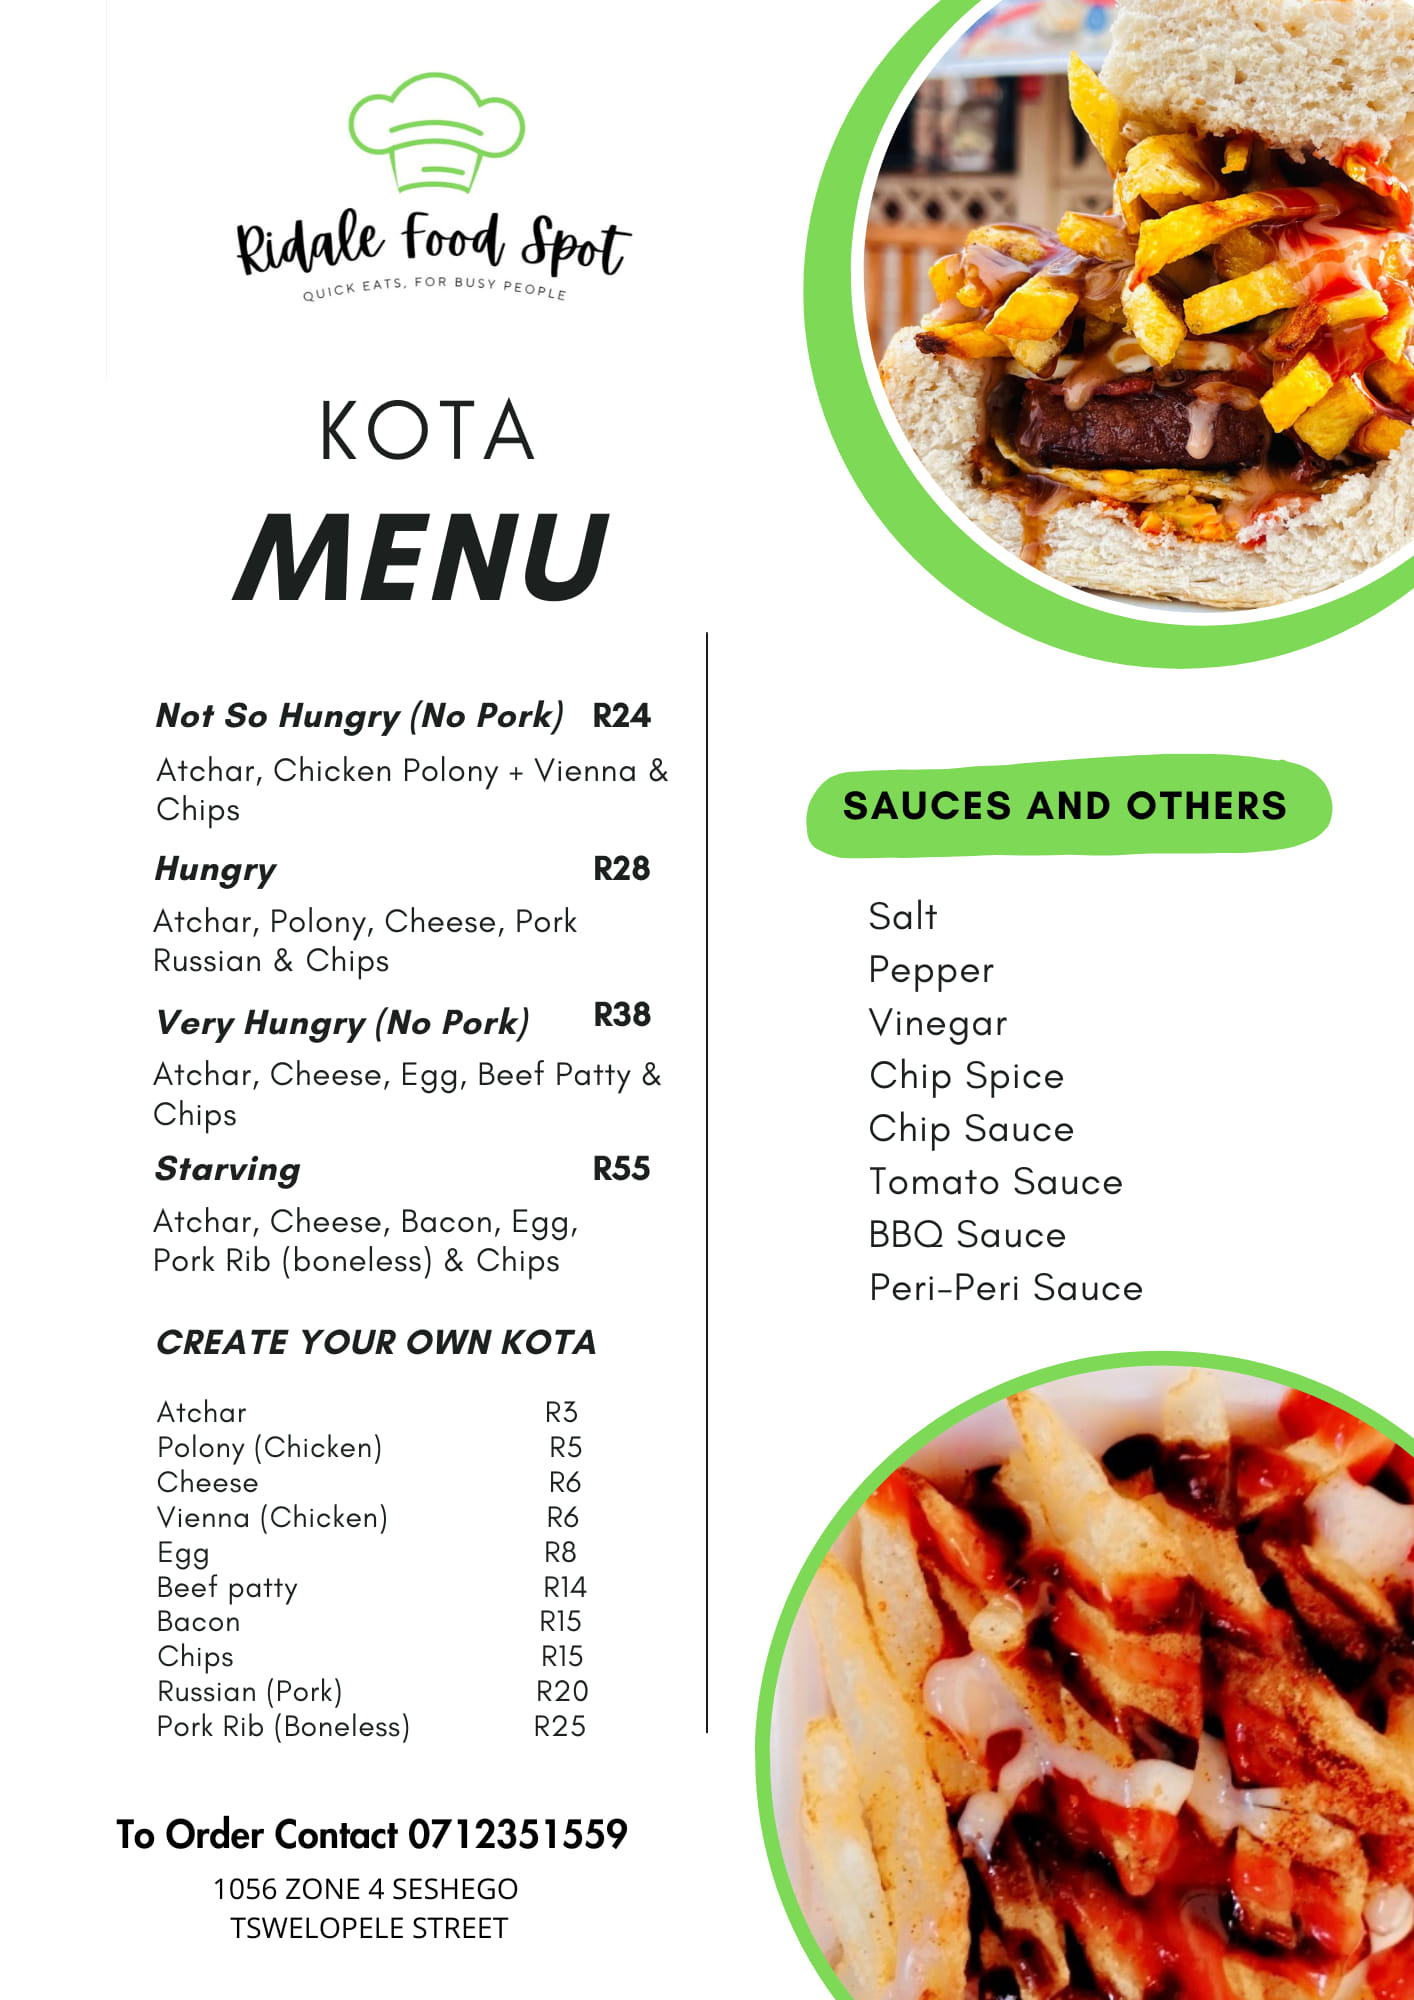 Ridale Food Spot
QUICK EATS, FOR BUSY PEOPLE
KOTA
MENU
Not So Hungry (No Pork) R24
Atchar, Chicken Polony + Vienna &
Chips
Hungry R28
Atchar, Polony, Cheese, Pork
Russian & Chips
Very Hungry (No Pork) R38
Atchar, Cheese, Egg, Beef Patty &
Chips
Starving R55
Atchar, Cheese, Bacon, Egg,
Pork Rib (boneless) & Chips
CREATE YOUR OWN KOTA
Atchar R3
Polony (Chicken) R5
Cheese R6
Vienna (Chicken) R6
Egg R8
Beef patty R14
Bacon R15
Chips R15
Russian (Pork) R20
Pork Rib (Boneless) R25
To Order Contact 0712351559
1056 ZONE 4 SESHEGO
TSWELOPELE STREET
SAUCES AND OTHERS
Salt
Pepper
Vinegar
Chip Spice
Chip Sauce
Tomato Sauce
BBQ Sauce
Peri-Peri Sauce